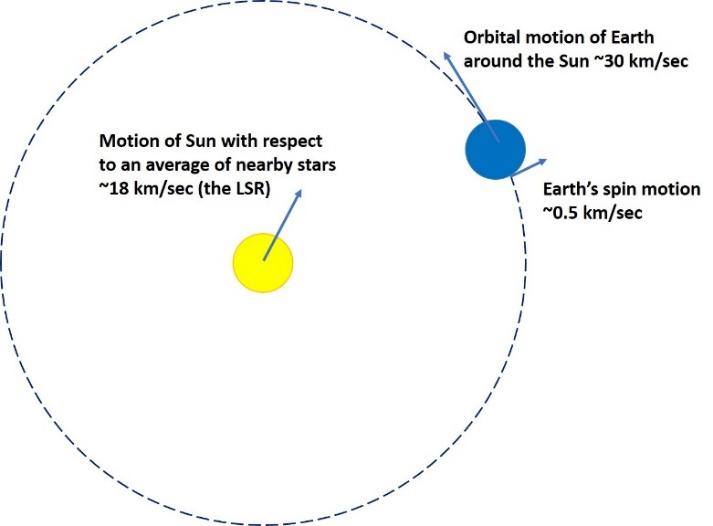 Orbital motion of Earth
around the Sun ~30 km/sec
Motion of Sun with respect
to an average of nearby stars
~18 km/sec (the LSR)
Earth’s spin motion
~0.5 km/sec